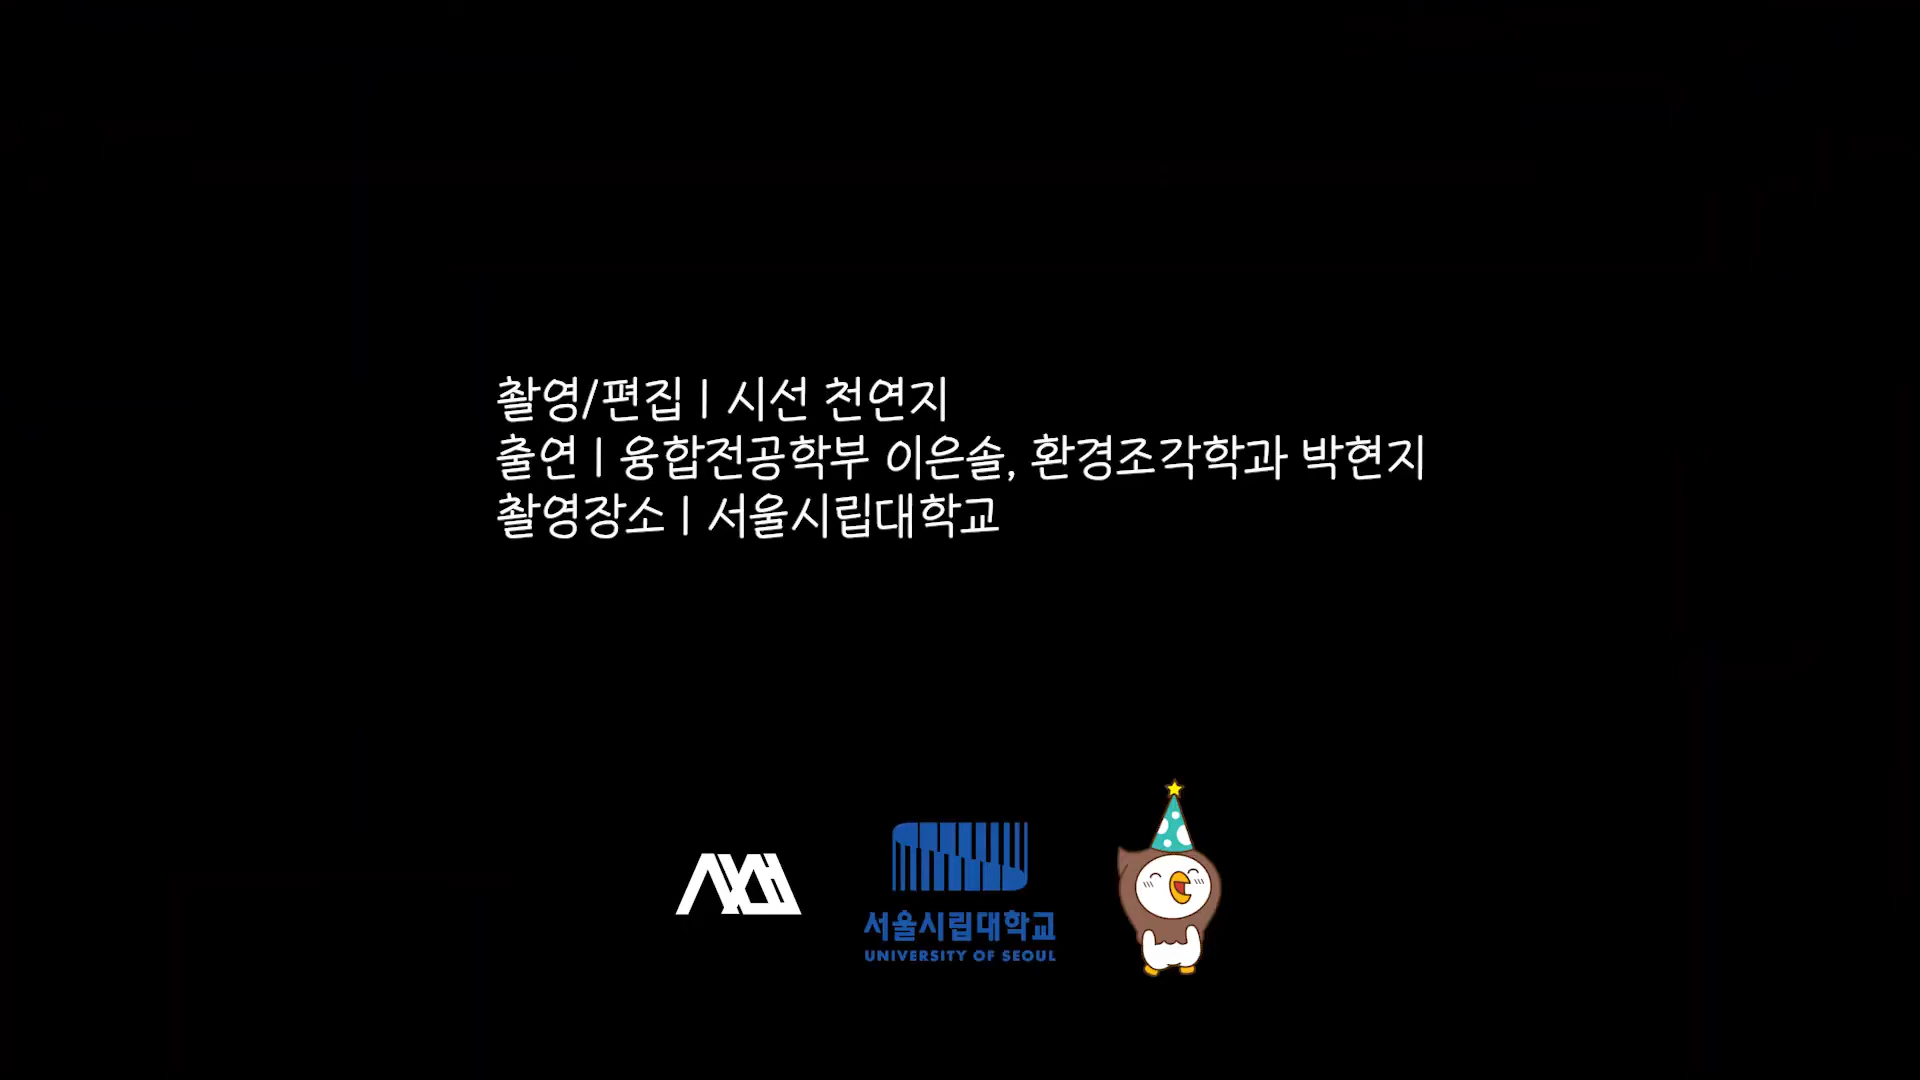 촬영/편집 | 시선 천연지
출연 | 융합전공학부 이은솔, 환경조각학과 박현지
촬영장소 | 서울시립대학교
서울시립대학교
UNIVERSITY OF SEOUL